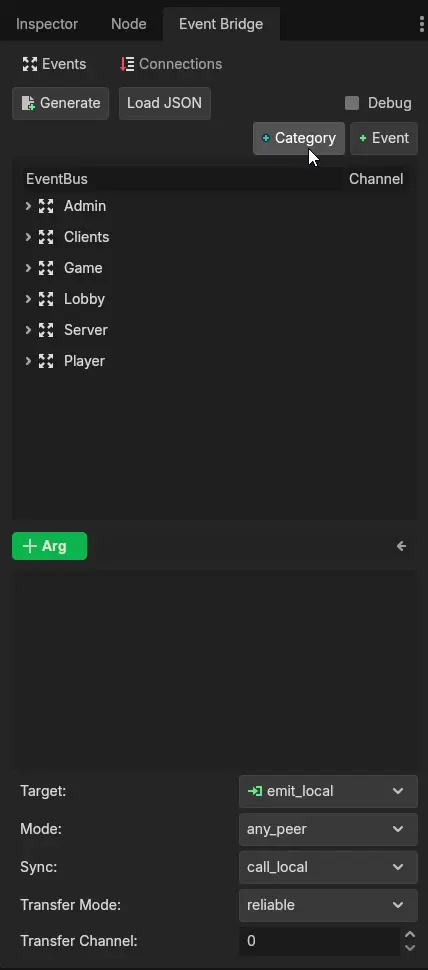 Inspector Node Event Bridge
Events Connections
Generate Load JSON Debug
Category + Event
EventBus Channel
Admin
Clients
Game
Lobby
Server
Player
+ Arg
Target: emit_local
Mode: any_peer
Sync: call_local
Transfer Mode: reliable
Transfer Channel: 0